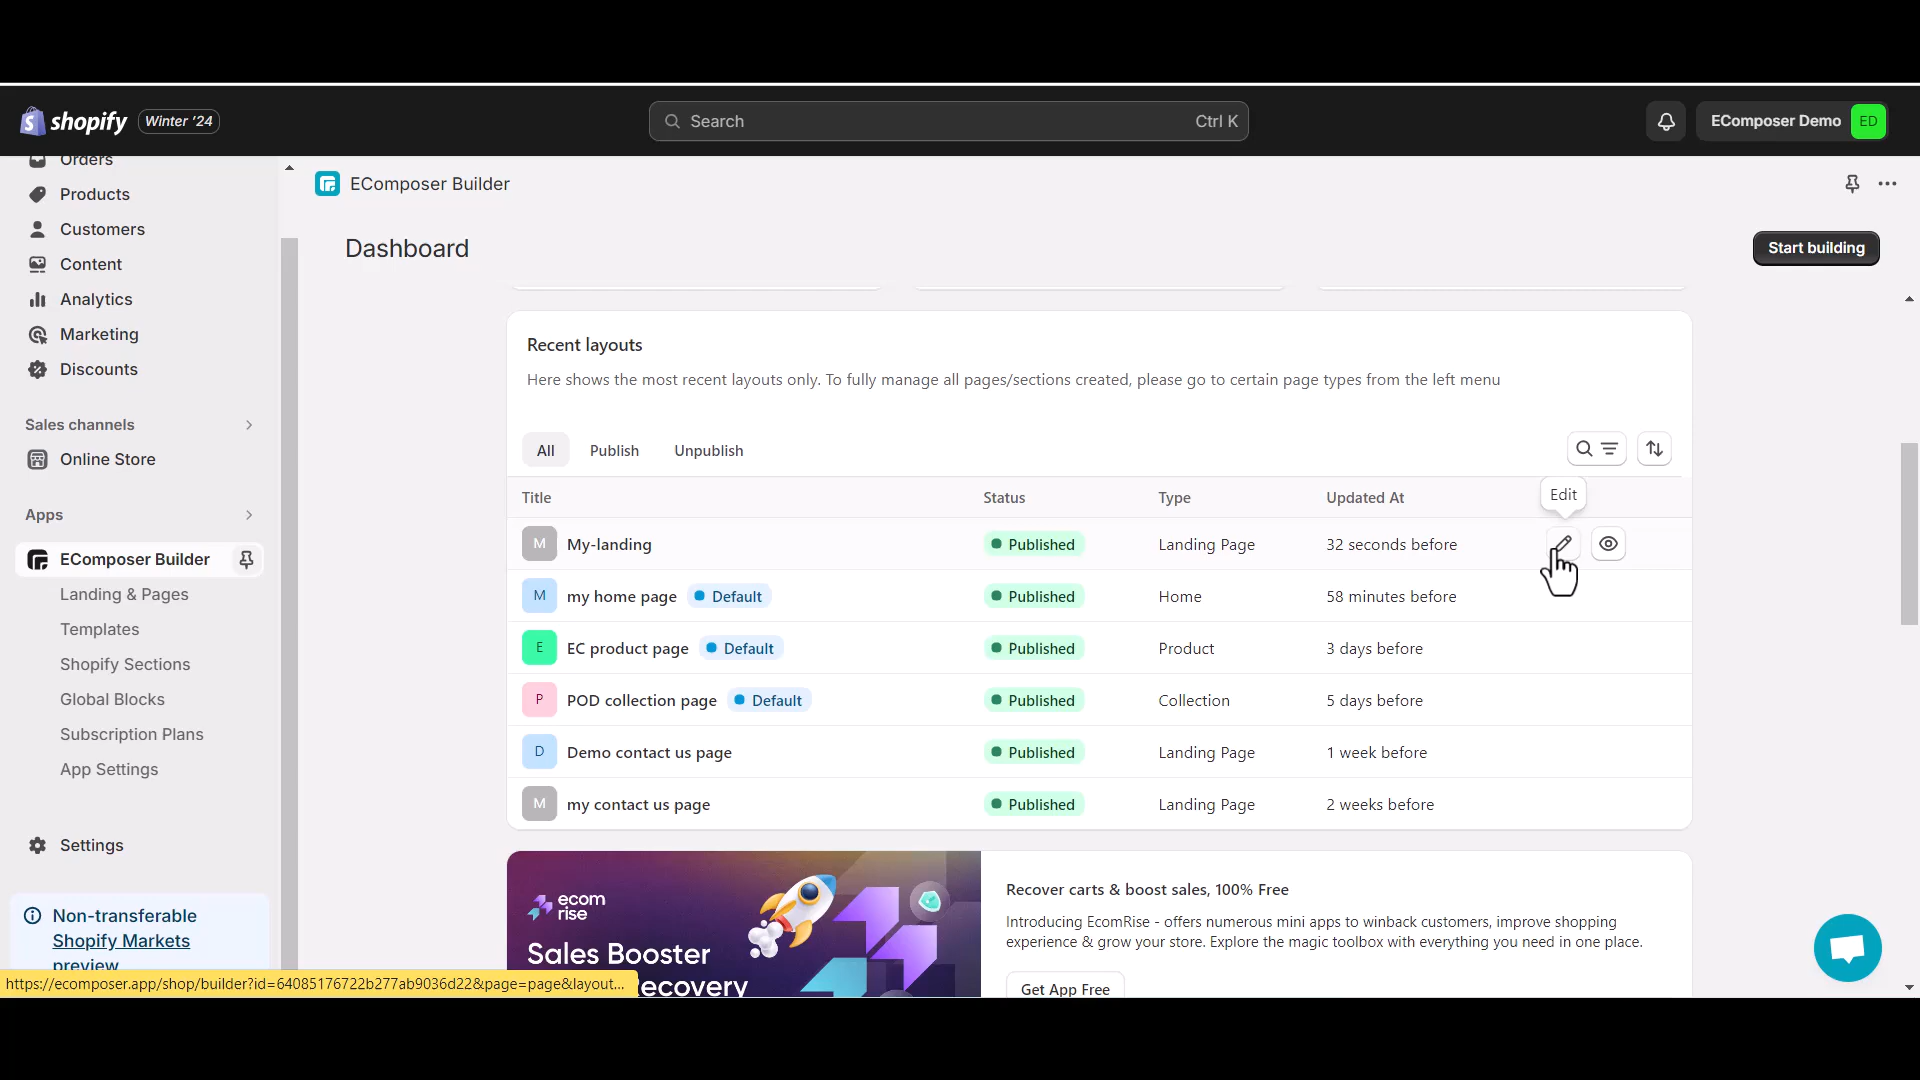 shopify Winter '24
Search Ctrl K
EComposer Demo ED
Orders
Products
Customers
Content
Analytics
Marketing
Discounts
Sales channels
Online Store
Apps
EComposer Builder
Landing & Pages
Templates
Shopify Sections
Global Blocks
Subscription Plans
App Settings
Settings
Non-transferable
Shopify Markets
preview
EComposer Builder
Dashboard
Start building
Recent layouts
Here shows the most recent layouts only. To fully manage all pages/sections created, please go to certain page types from the left menu
All Publish Unpublish
Title Status Type Updated At
Edit
M My-landing Published Landing Page 32 seconds before
M my home page Default Published Home 58 minutes before
E EC product page Default Published Product 3 days before
P POD collection page Default Published Collection 5 days before
D Demo contact us page Published Landing Page 1 week before
M my contact us page Published Landing Page 2 weeks before
ecom
rise
Sales Booster
ecovery
Recover carts & boost sales, 100% Free
Introducing EcomRise - offers numerous mini apps to winback customers, improve shopping
experience & grow your store. Explore the magic toolbox with everything you need in one place.
Get App Free
https://ecomposer.app/shop/builder?id=64085176722b277ab9036d22&page=page&layout...